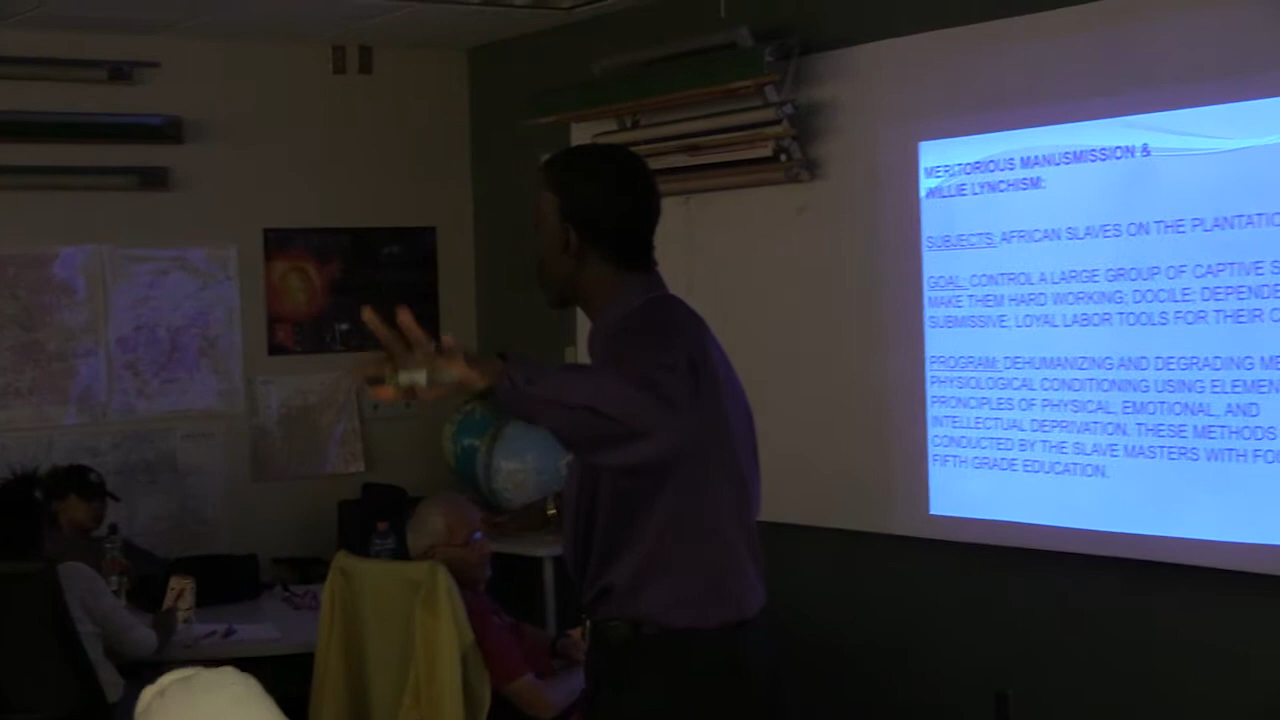 MERITORIOUS MANUSMISSION &
WILLIE LYNCHISM:
SUBJECTS: AFRICAN SLAVES ON THE PLANTATIO
GOAL: CONTROL A LARGE GROUP OF CAPTIVE S
MAKE THEM HARD WORKING; DOCILE; DEPENDE
SUBMISSIVE; LOYAL LABOR TOOLS FOR THEIR O
PROGRAM: DEHUMANIZING AND DEGRADING ME
PHYSIOLOGICAL CONDITIONING USING ELEMEN
PRONCIPLES OF PHYSICAL, EMOTIONAL, AND
INTELLECTUAL DEPRIVATION. THESE METHODS
CONDUCTED BY THE SLAVE MASTERS WITH FO
FIFTH GRADE EDUCATION.